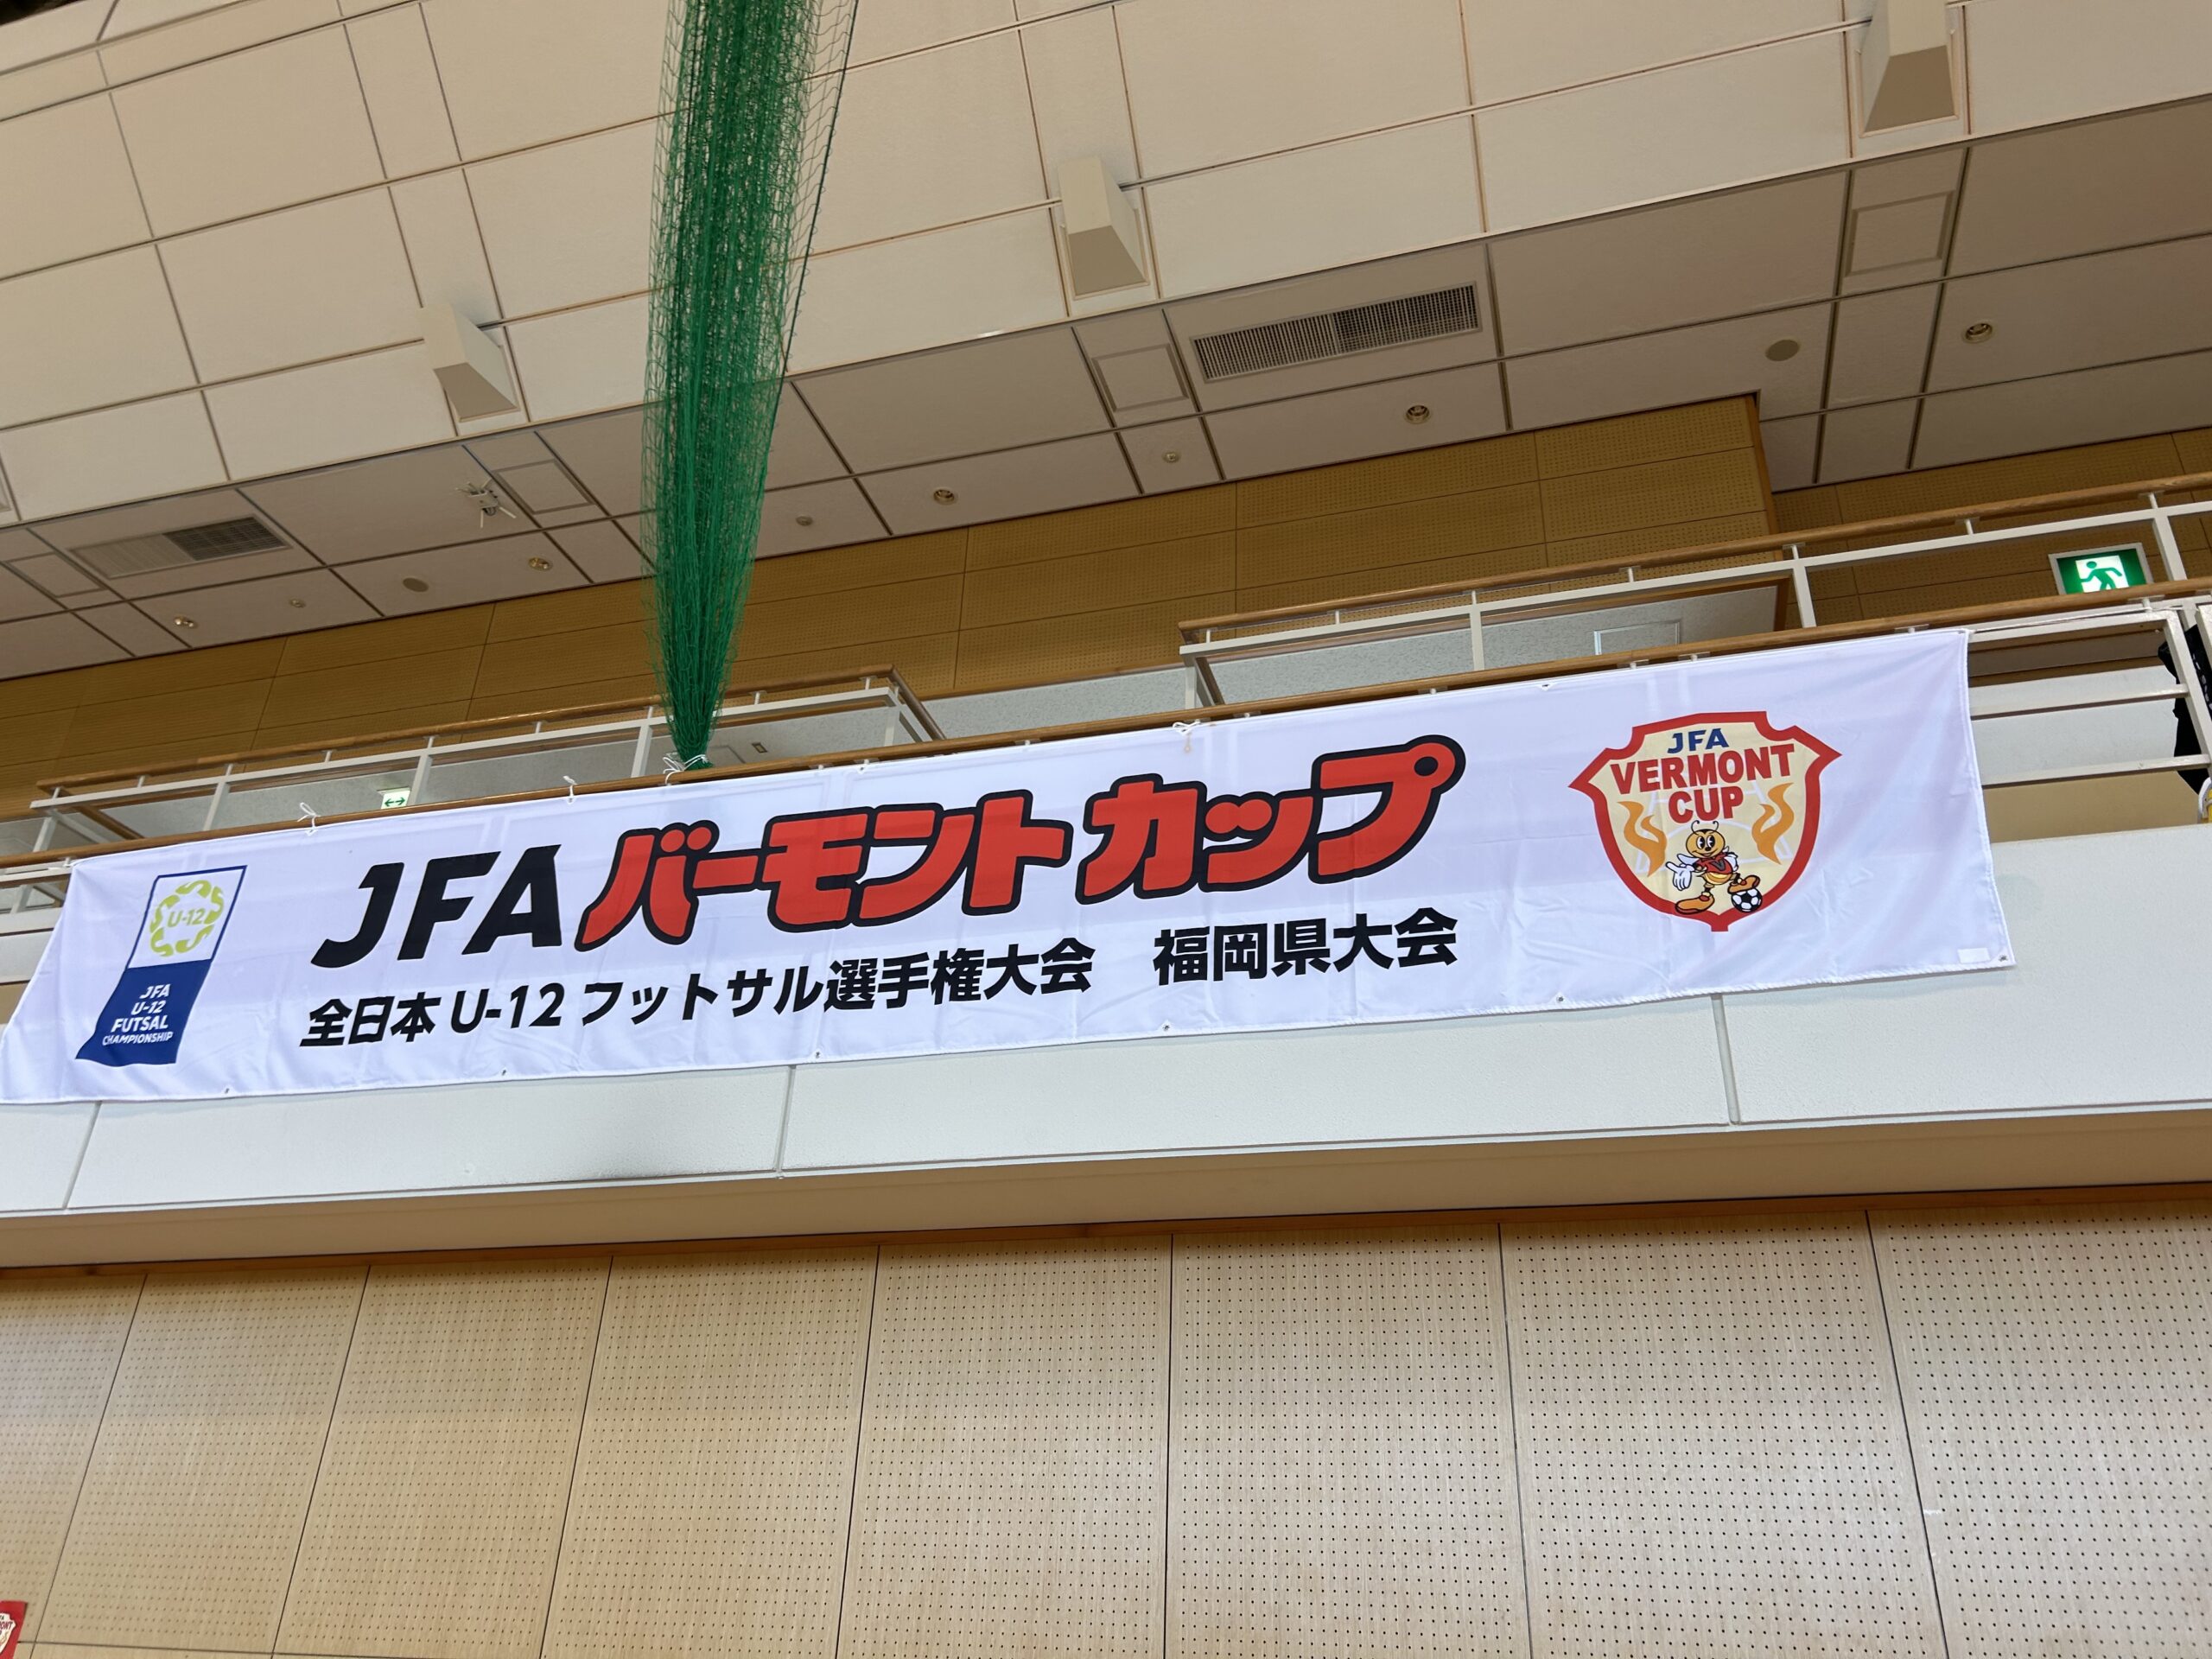 U-12
JFA
U-12
FUTSAL
CHAMPIONSHIP
JFA バーモントカップ
全日本 U-12 フットサル選手権大会　福岡県大会
JFA
VERMONT
CUP